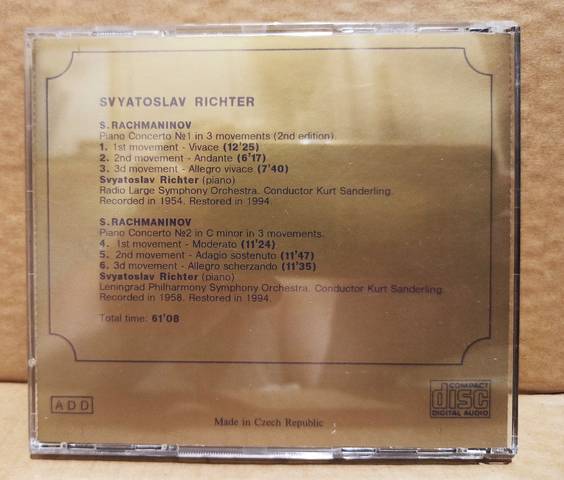 SVYATOSLAV RICHTER
S. RACHMANINOV
Piano Concerto №1 in 3 movements (2nd edition).
1. 1st movement - Vivace (12'25)
2. 2nd movement - Andante (6'17)
3. 3d movement - Allegro vivace (7'40)
Svyatoslav Richter (piano)
Radio Large Symphony Orchestra. Conductor Kurt Sanderling.
Recorded in 1954. Restored in 1994.
S. RACHMANINOV
Piano Concerto №2 in C minor in 3 movements.
4. 1st movement - Moderato (11'24)
5. 2nd movement - Adagio sostenuto (11'47)
6. 3d movement - Allegro scherzando (11'35)
Svyatoslav Richter (piano)
Leningrad Philharmony Symphony Orchestra. Conductor Kurt Sanderling.
Recorded in 1958. Restored in 1994.
Total time: 61'08
ADD
COMPACT
disc
DIGITAL AUDIO
Made in Czech Republic